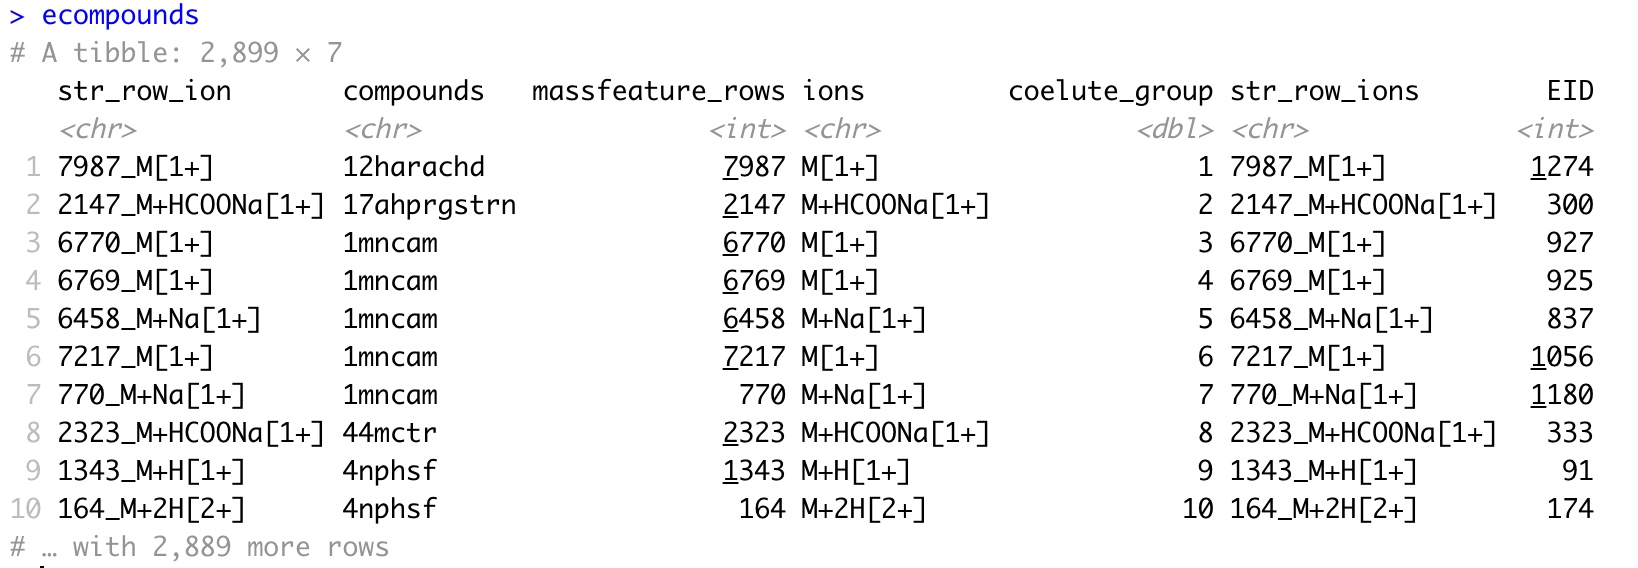 > ecompounds
# A tibble: 2,899 × 7
str_row_ion compounds massfeature_rows ions coelute_group str_row_ions EID
<chr> <chr> <int> <chr> <dbl> <chr> <int>
1 7987_M[1+] 12harachd 7987 M[1+] 1 7987_M[1+] 1274
2 2147_M+HCOONa[1+] 17ahprgstrn 2147 M+HCOONa[1+] 2 2147_M+HCOONa[1+] 300
3 6770_M[1+] 1mncam 6770 M[1+] 3 6770_M[1+] 927
4 6769_M[1+] 1mncam 6769 M[1+] 4 6769_M[1+] 925
5 6458_M+Na[1+] 1mncam 6458 M+Na[1+] 5 6458_M+Na[1+] 837
6 7217_M[1+] 1mncam 7217 M[1+] 6 7217_M[1+] 1056
7 770_M+Na[1+] 1mncam 770 M+Na[1+] 7 770_M+Na[1+] 1180
8 2323_M+HCOONa[1+] 44mctr 2323 M+HCOONa[1+] 8 2323_M+HCOONa[1+] 333
9 1343_M+H[1+] 4nphsf 1343 M+H[1+] 9 1343_M+H[1+] 91
10 164_M+2H[2+] 4nphsf 164 M+2H[2+] 10 164_M+2H[2+] 174
# … with 2,889 more rows